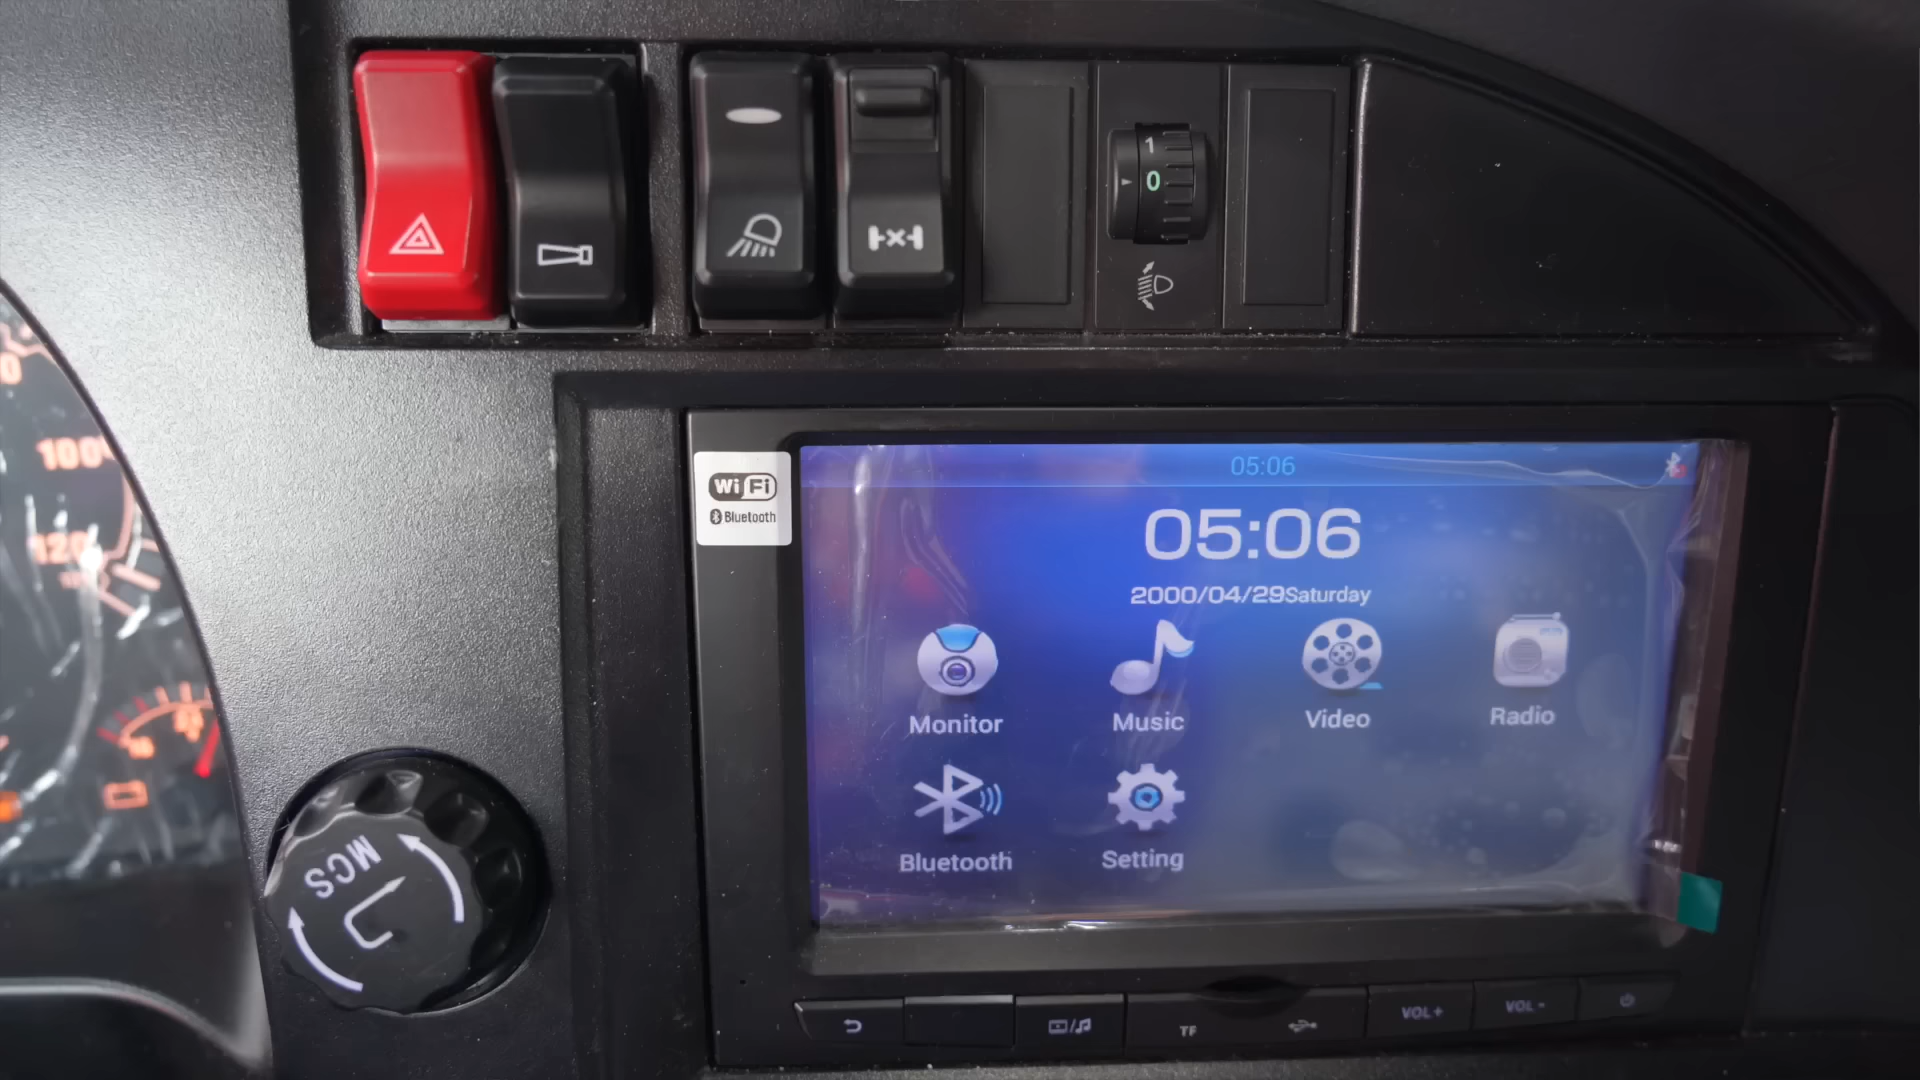 1
0
0
100
120
WiFi
Bluetooth
05:06
05:06
2000/04/29Saturday
Monitor
Music
Video
Radio
Bluetooth
Setting
MCS
TF
VOL+
VOL-